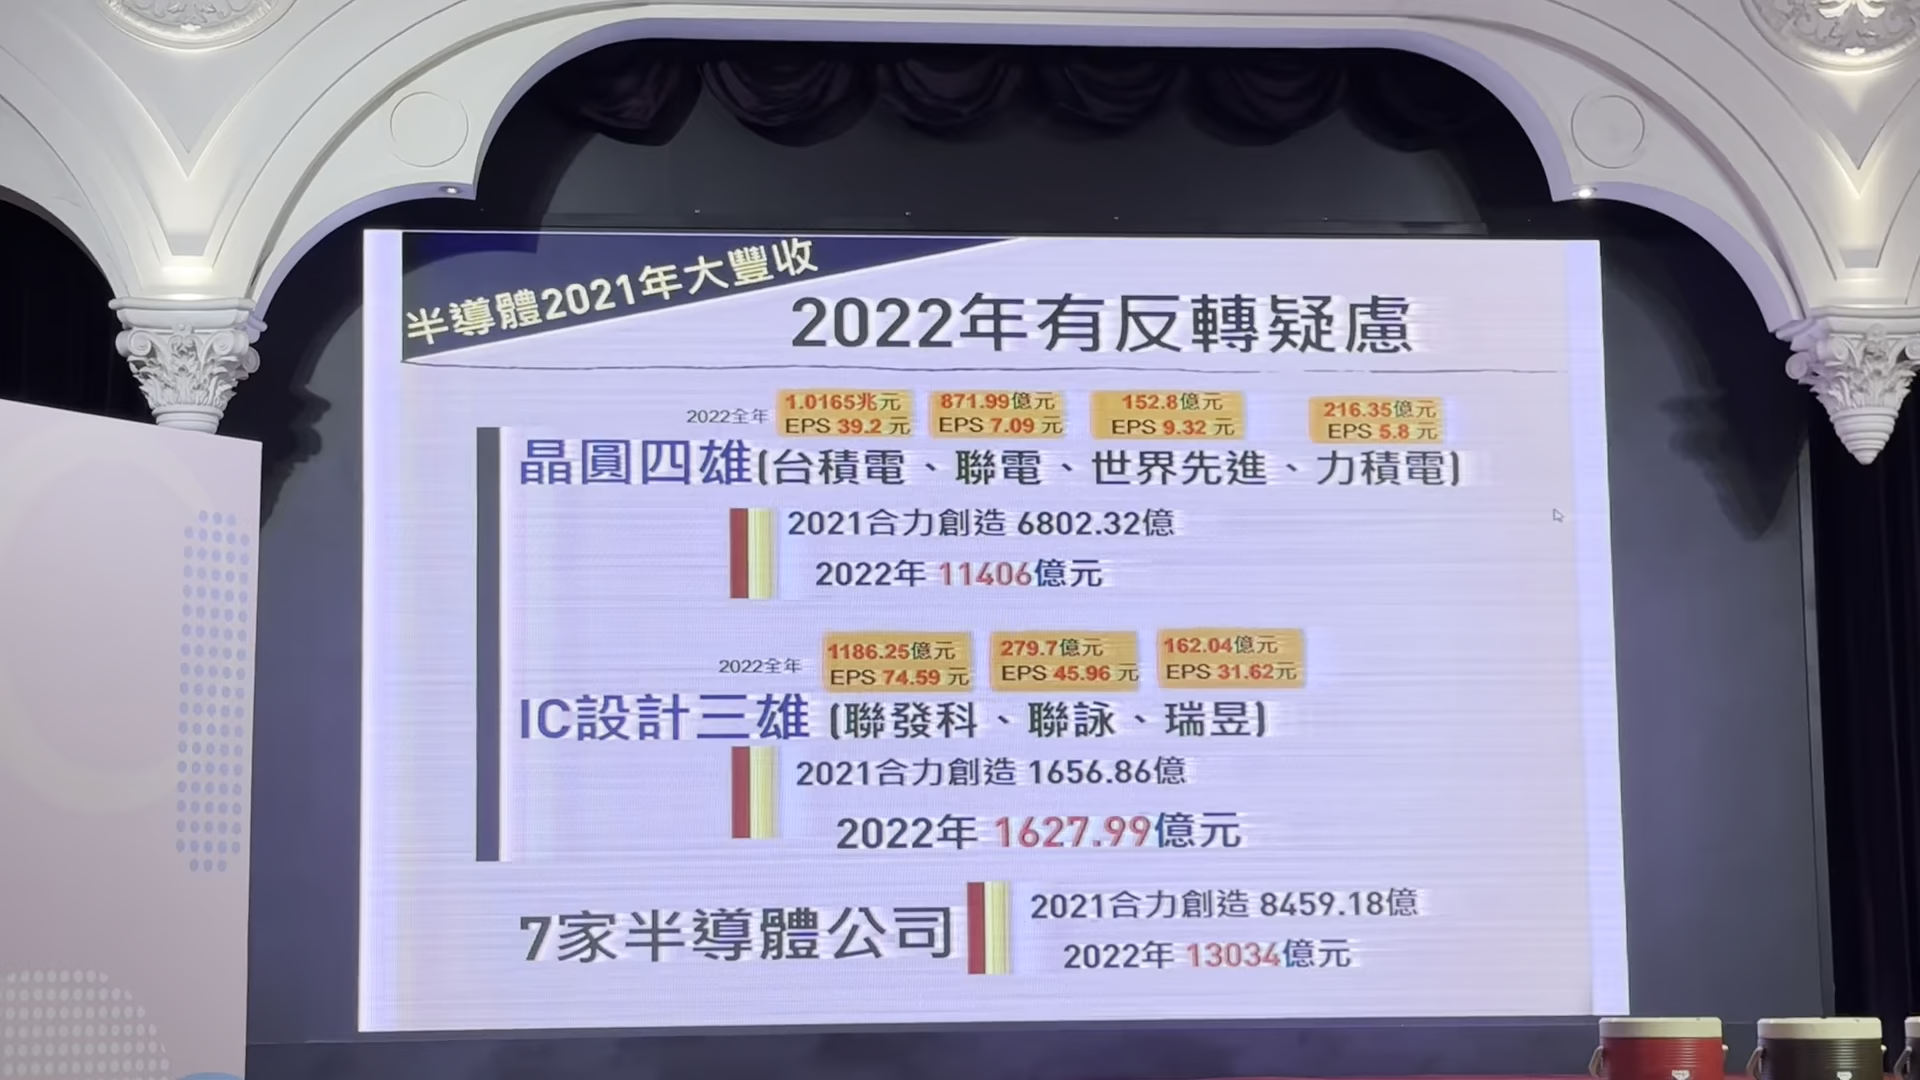 半導體2021年大豐收
2022年有反轉疑慮
2022全年
1.0165兆元
EPS 39.2 元
871.99億元
EPS 7.09 元
152.8億元
EPS 9.32 元
216.35億元
EPS 5.8 元
晶圓四雄(台積電、聯電、世界先進、力積電)
2021合力創造 6802.32億
2022年 11406億元
2022全年
1186.25億元
EPS 74.59 元
279.7億元
EPS 45.96 元
162.04億元
EPS 31.62元
IC設計三雄 (聯發科、聯詠、瑞昱)
2021合力創造 1656.86億
2022年 1627.99億元
7家半導體公司
2021合力創造 8459.18億
2022年 13034億元